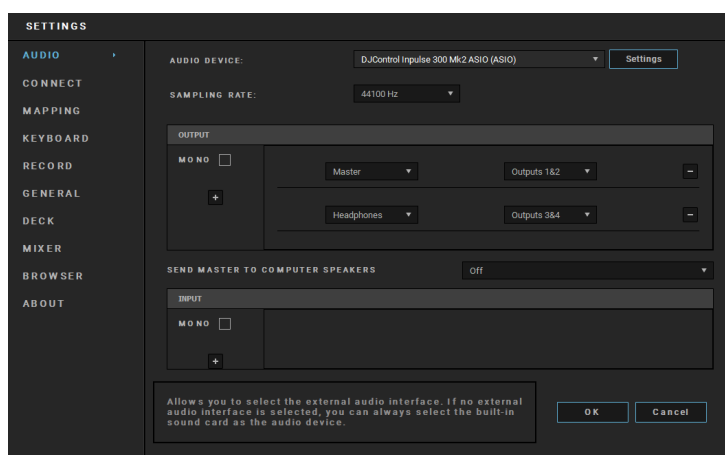 SETTINGS
AUDIO
CONNECT
MAPPING
KEYBOARD
RECORD
GENERAL
DECK
MIXER
BROWSER
ABOUT
AUDIO DEVICE: DJControl Inpulse 300 Mk2 ASIO (ASIO) Settings
SAMPLING RATE: 44100 Hz
OUTPUT
MONO
+
Master Outputs 1&2 −
Headphones Outputs 3&4 −
SEND MASTER TO COMPUTER SPEAKERS Off
INPUT
MONO
+
Allows you to select the external audio interface. If no external
audio interface is selected, you can always select the built-in
sound card as the audio device.
OK Cancel